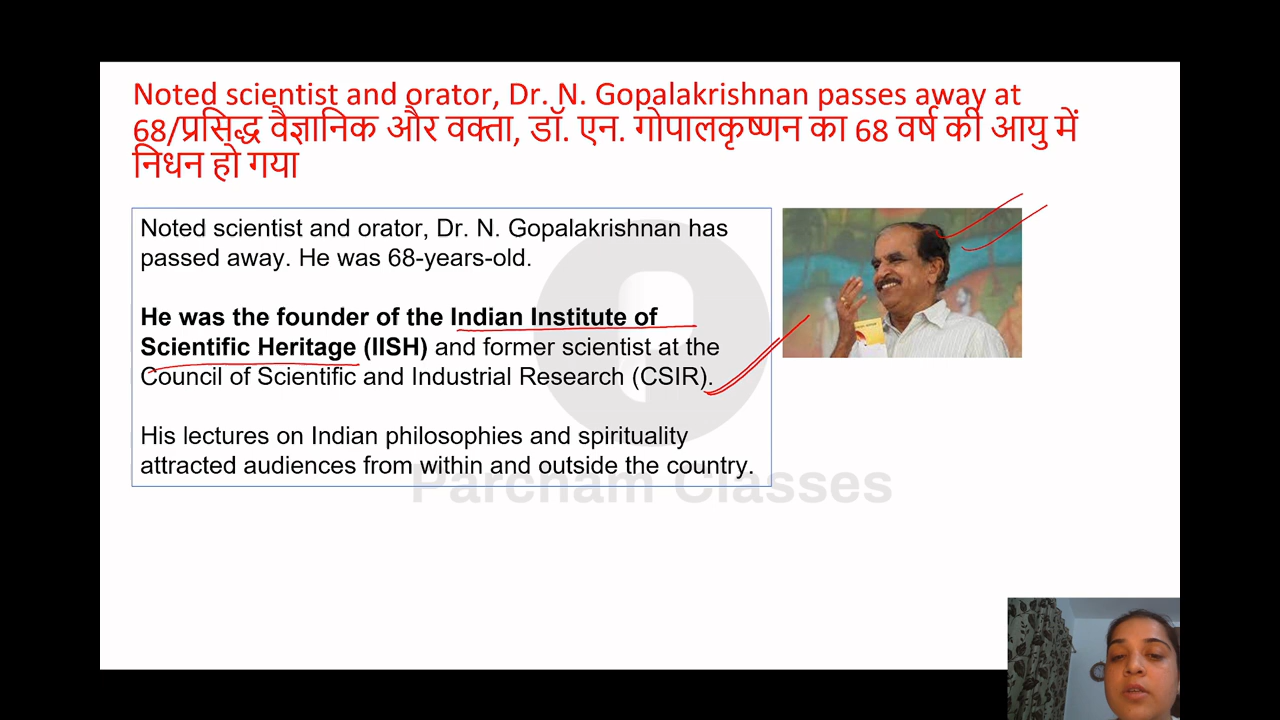 Noted scientist and orator, Dr. N. Gopalakrishnan passes away at
68/प्रसिद्ध वैज्ञानिक और वक्ता, डॉ. एन. गोपालकृष्णन का 68 वर्ष की आयु में
निधन हो गया
Noted scientist and orator, Dr. N. Gopalakrishnan has
passed away. He was 68-years-old.
He was the founder of the Indian Institute of
Scientific Heritage (IISH) and former scientist at the
Council of Scientific and Industrial Research (CSIR).
His lectures on Indian philosophies and spirituality
attracted audiences from within and outside the country.
Parcham Classes